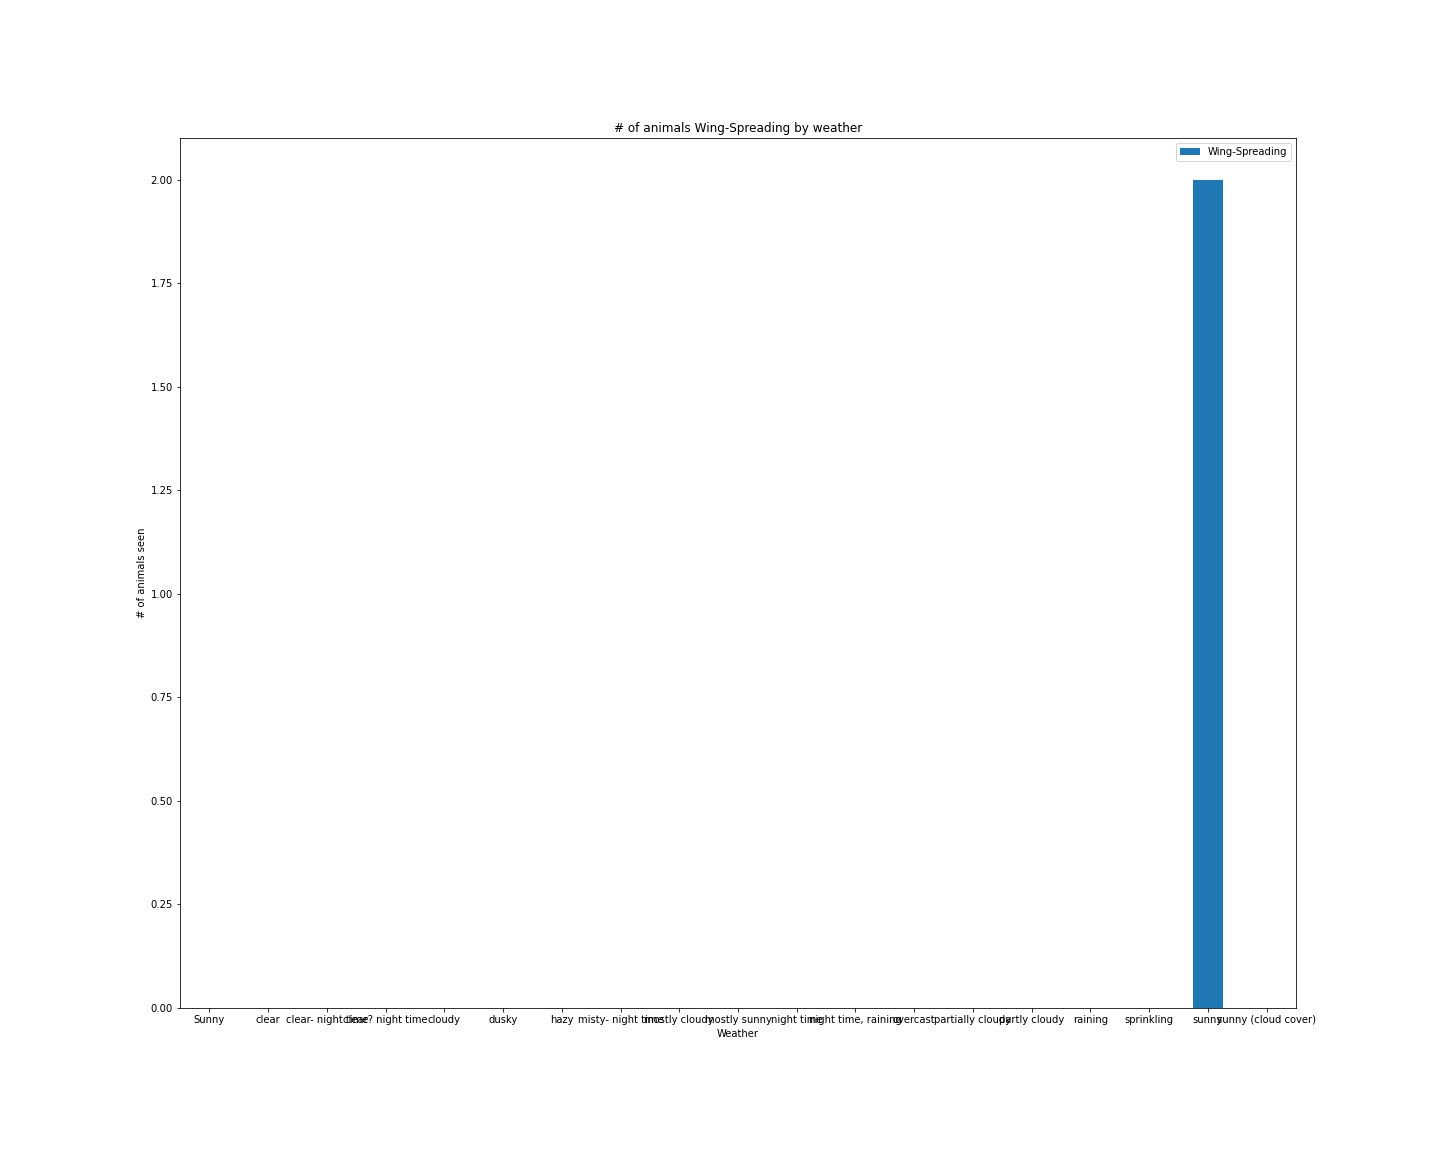 # of animals Wing-Spreading by weather
Wing-Spreading
2.00
1.75
1.50
1.25
1.00
0.75
0.50
0.25
0.00
# of animals seen
Sunny clear clear- night time clear? night time cloudy dusky hazy misty- night time mostly cloudy mostly sunny night time night time, raining overcast partially cloudy partly cloudy raining sprinkling sunny sunny (cloud cover)
Weather